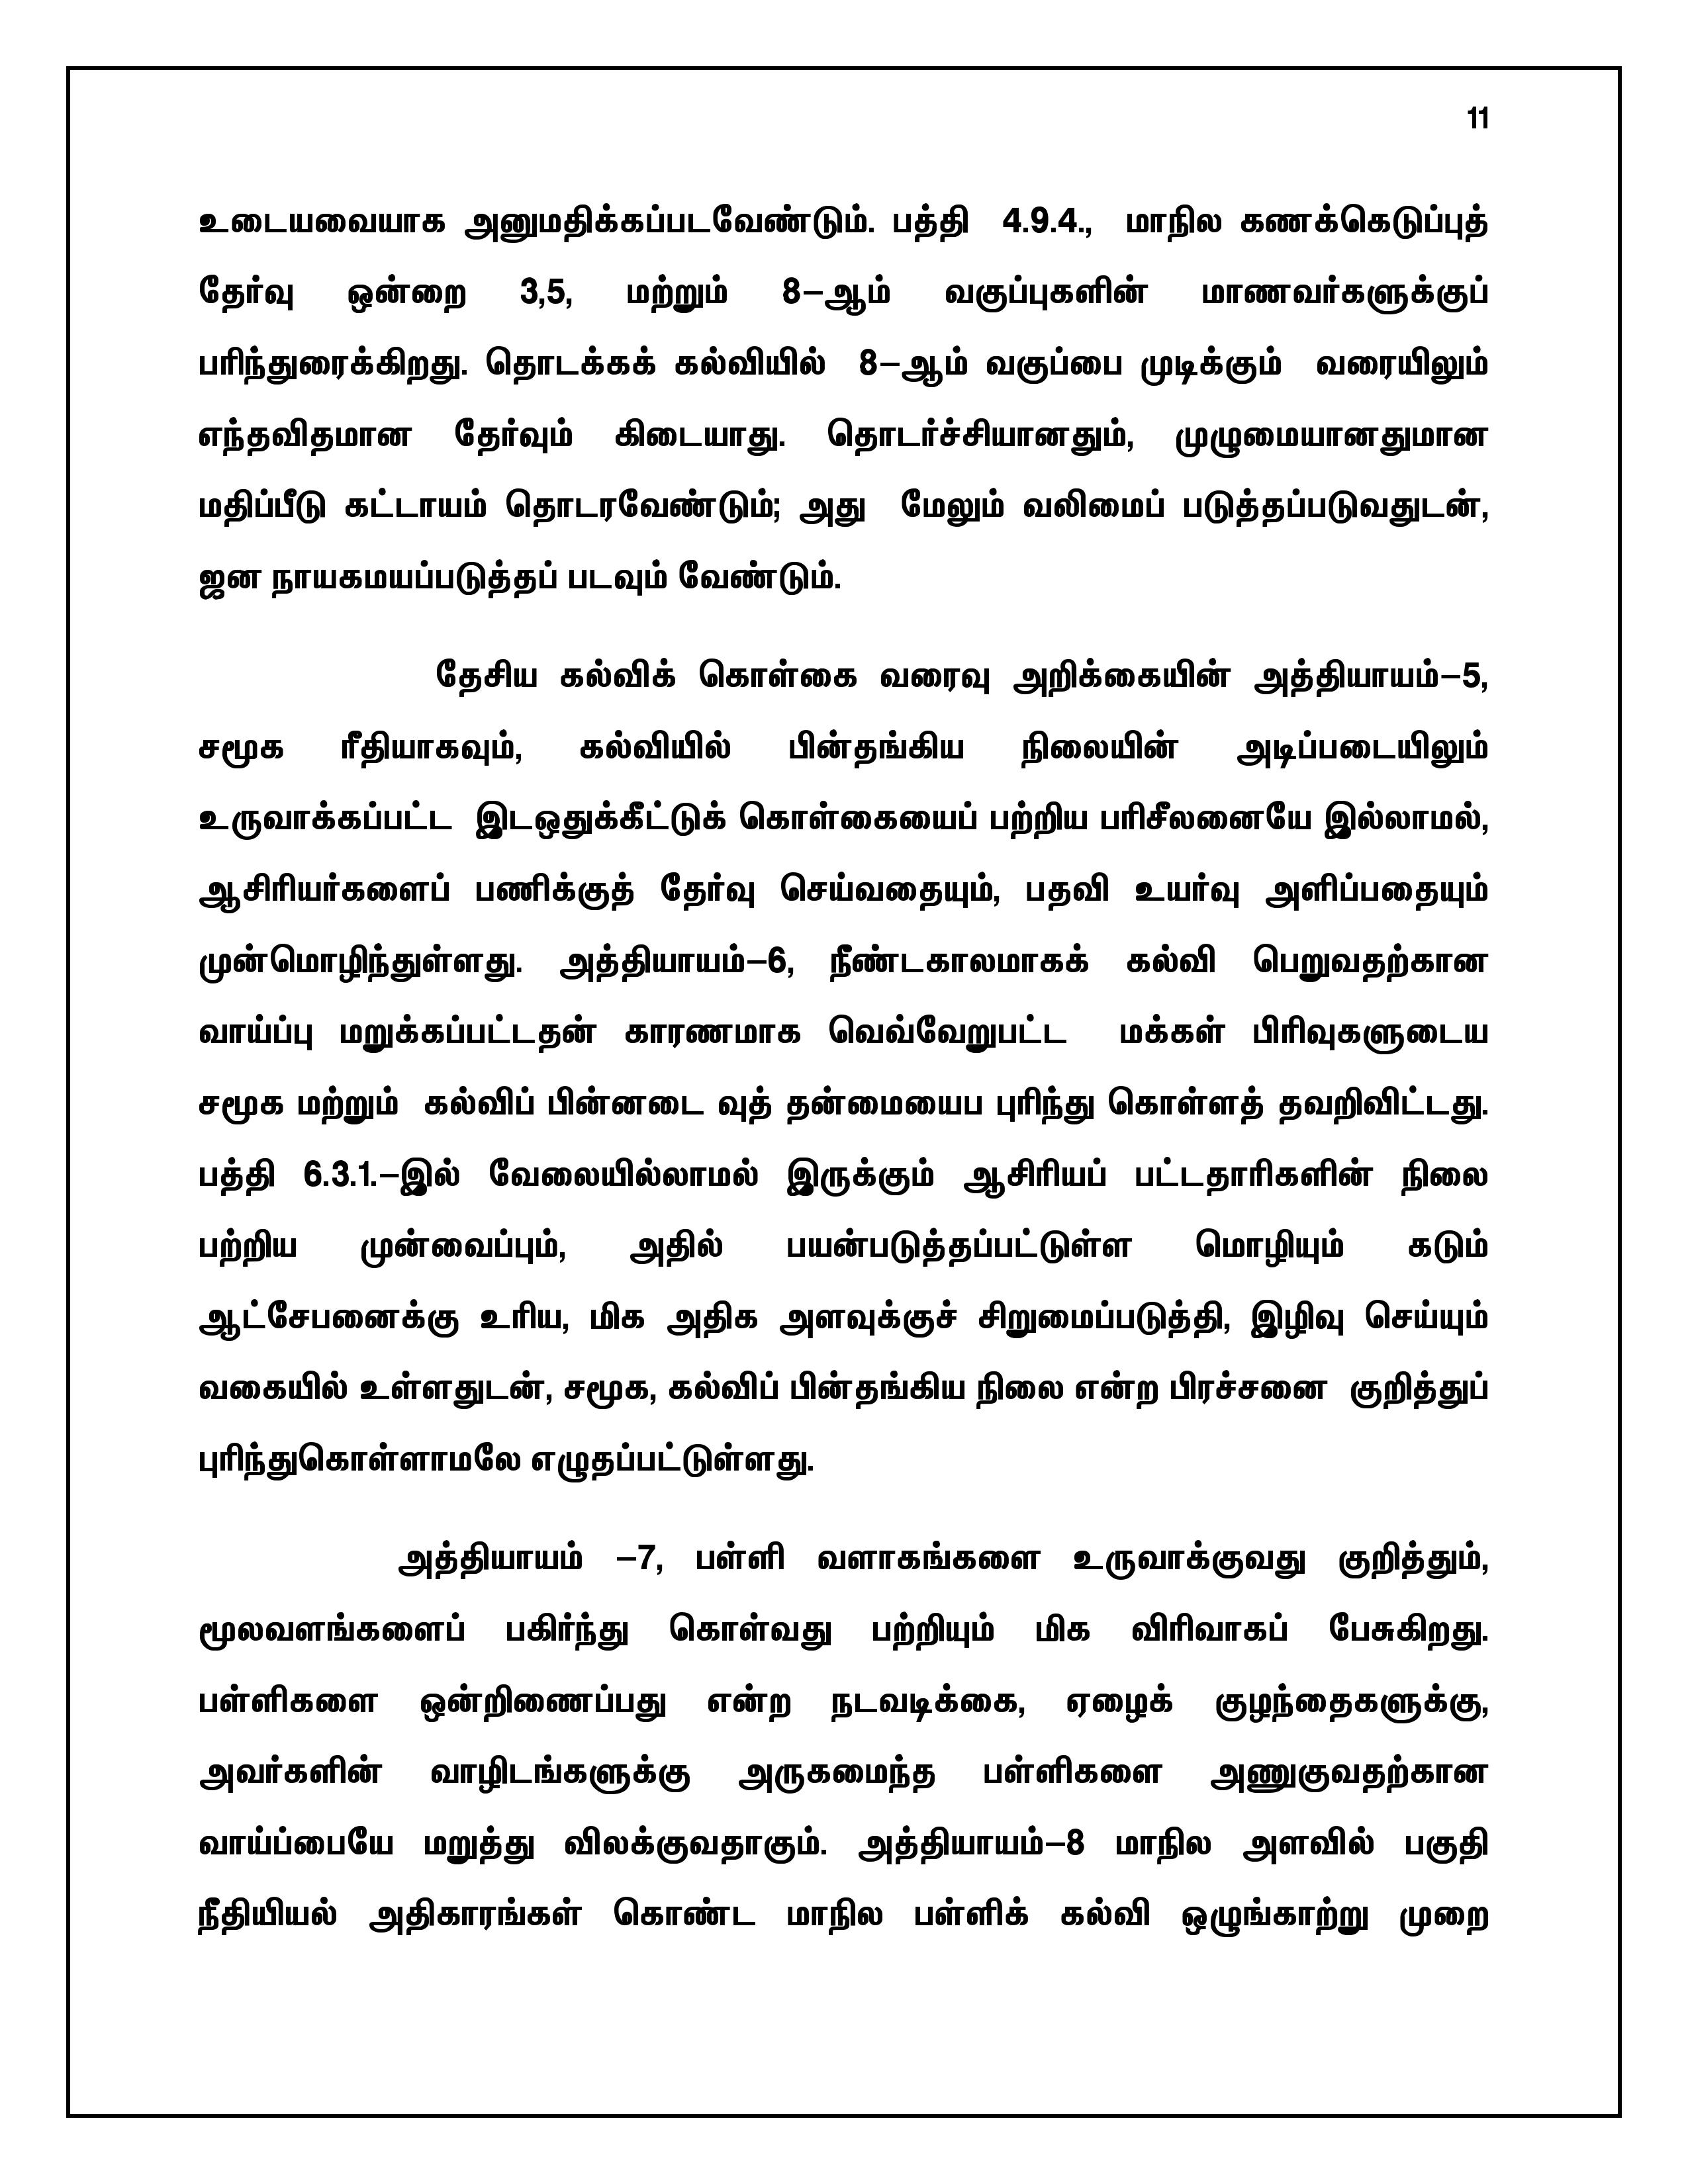 11
உடையவையாக அனுமதிக்கப்படவேண்டும். பத்தி 4.9.4., மாநில கணக்கெடுப்புத்
தேர்வு ஒன்றை 3,5, மற்றும் 8–ஆம் வகுப்புகளின் மாணவர்களுக்குப்
பரிந்துரைக்கிறது. தொடக்கக் கல்வியில் 8–ஆம் வகுப்பை முடிக்கும் வரையிலும்
எந்தவிதமான தேர்வும் கிடையாது. தொடர்ச்சியானதும், முழுமையானதுமான
மதிப்பீடு கட்டாயம் தொடரவேண்டும்; அது மேலும் வலிமைப் படுத்தப்படுவதுடன்,
ஜன நாயகமயப்படுத்தப் படவும் வேண்டும்.
தேசிய கல்விக் கொள்கை வரைவு அறிக்கையின் அத்தியாயம்–5,
சமூக ரீதியாகவும், கல்வியில் பின்தங்கிய நிலையின் அடிப்படையிலும்
உருவாக்கப்பட்ட இடஒதுக்கீட்டுக் கொள்கையைப் பற்றிய பரிசீலனையே இல்லாமல்,
ஆசிரியர்களைப் பணிக்குத் தேர்வு செய்வதையும், பதவி உயர்வு அளிப்பதையும்
முன்மொழிந்துள்ளது. அத்தியாயம்–6, நீண்டகாலமாகக் கல்வி பெறுவதற்கான
வாய்ப்பு மறுக்கப்பட்டதன் காரணமாக வெவ்வேறுபட்ட மக்கள் பிரிவுகளுடைய
சமூக மற்றும் கல்விப் பின்னடை வுத் தன்மையைப புரிந்து கொள்ளத் தவறிவிட்டது.
பத்தி 6.3.1.–இல் வேலையில்லாமல் இருக்கும் ஆசிரியப் பட்டதாரிகளின் நிலை
பற்றிய முன்வைப்பும், அதில் பயன்படுத்தப்பட்டுள்ள மொழியும் கடும்
ஆட்சேபனைக்கு உரிய, மிக அதிக அளவுக்குச் சிறுமைப்படுத்தி, இழிவு செய்யும்
வகையில் உள்ளதுடன், சமூக, கல்விப் பின்தங்கிய நிலை என்ற பிரச்சனை குறித்துப்
புரிந்துகொள்ளாமலே எழுதப்பட்டுள்ளது.
அத்தியாயம் –7, பள்ளி வளாகங்களை உருவாக்குவது குறித்தும்,
மூலவளங்களைப் பகிர்ந்து கொள்வது பற்றியும் மிக விரிவாகப் பேசுகிறது.
பள்ளிகளை ஒன்றிணைப்பது என்ற நடவடிக்கை, ஏழைக் குழந்தைகளுக்கு,
அவர்களின் வாழிடங்களுக்கு அருகமைந்த பள்ளிகளை அணுகுவதற்கான
வாய்ப்பையே மறுத்து விலக்குவதாகும். அத்தியாயம்–8 மாநில அளவில் பகுதி
நீதியியல் அதிகாரங்கள் கொண்ட மாநில பள்ளிக் கல்வி ஒழுங்காற்று முறை